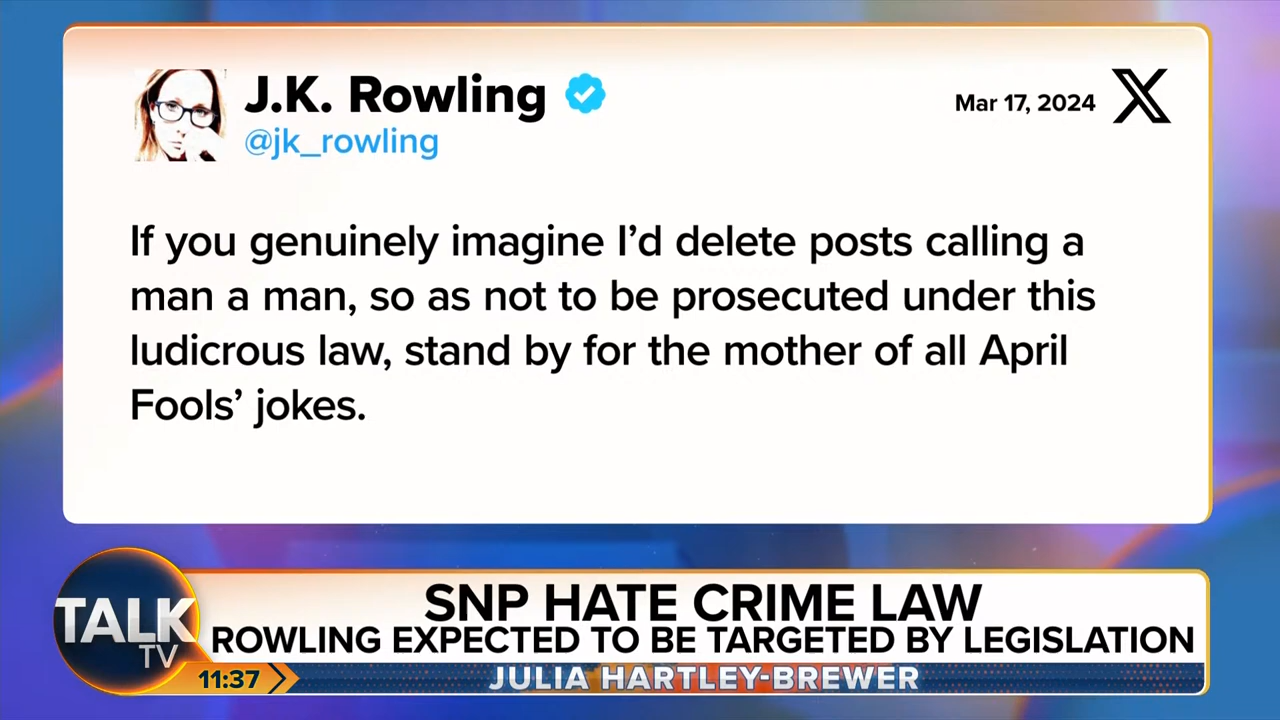 J.K. Rowling
@jk_rowling
Mar 17, 2024
If you genuinely imagine I’d delete posts calling a
man a man, so as not to be prosecuted under this
ludicrous law, stand by for the mother of all April
Fools’ jokes.
SNP HATE CRIME LAW
ROWLING EXPECTED TO BE TARGETED BY LEGISLATION
TALK
TV
11:37
JULIA HARTLEY-BREWER